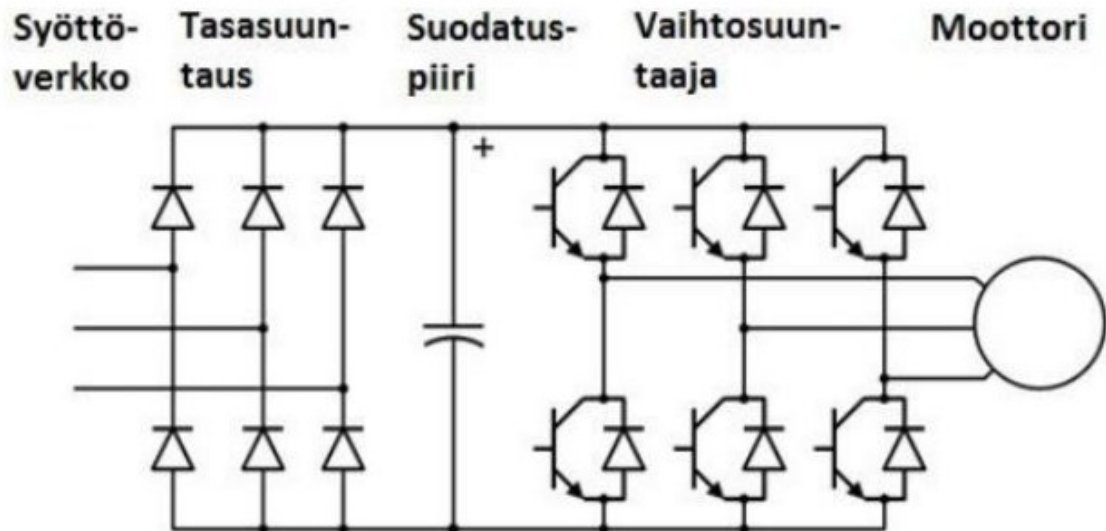 Syöttö-
verkko
Tasasuun-
taus
Suodatus-
piiri
Vaihtosuun-
taaja
Moottori
+